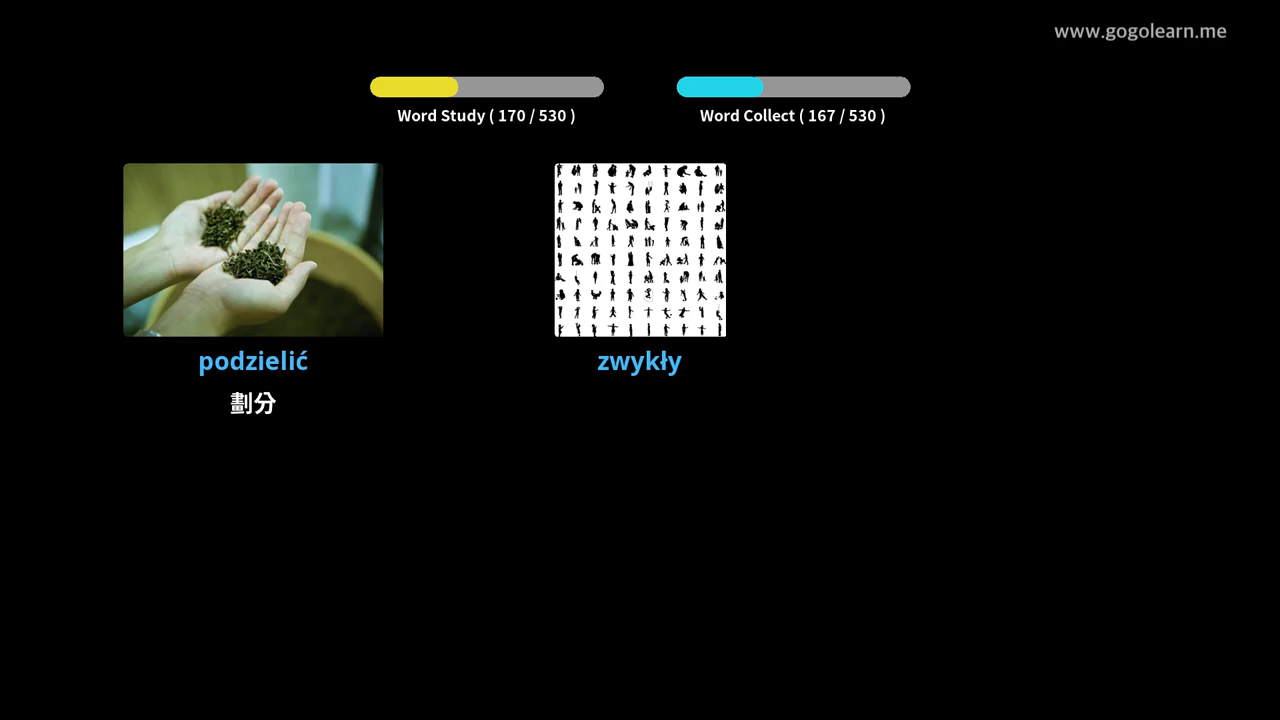 www.gogolearn.me
Word Study ( 170 / 530 )
Word Collect ( 167 / 530 )
podzielić
zwykły
劃分